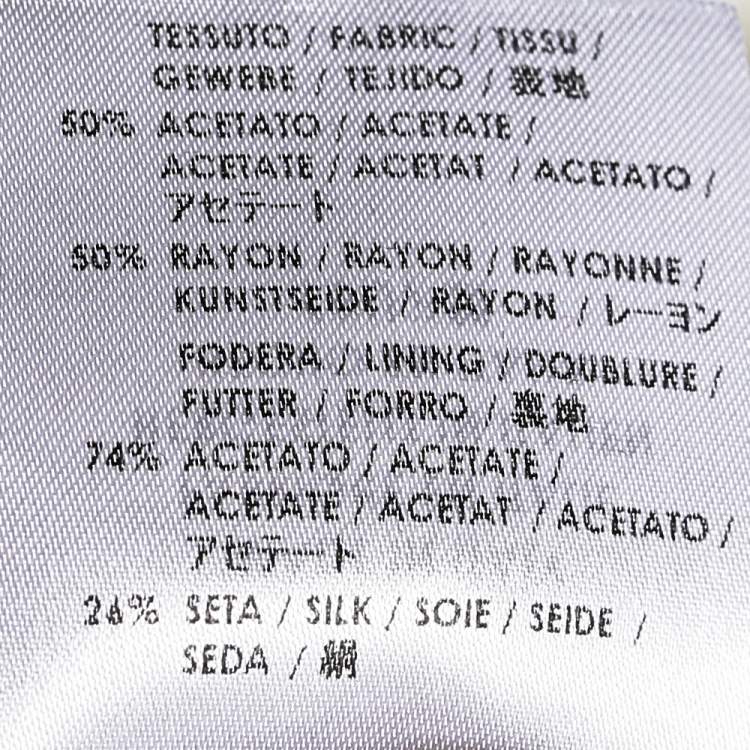 TESSUTO / FABRIC / TISSU /
GEWEBE / TEJIDO / 表地
50% ACETATO / ACETATE /
ACETATE / ACETAT / ACETATO /
アセテート
50% RAYON / RAYON / RAYONNE /
KUNSTSEIDE / RAYON / レーヨン
FODERA / LINING / DOUBLURE /
FUTTER / FORRO / 裏地
74% ACETATO / ACETATE /
ACETATE / ACETAT / ACETATO /
アセテート
26% SETA / SILK / SOIE / SEIDE /
SEDA / 絹